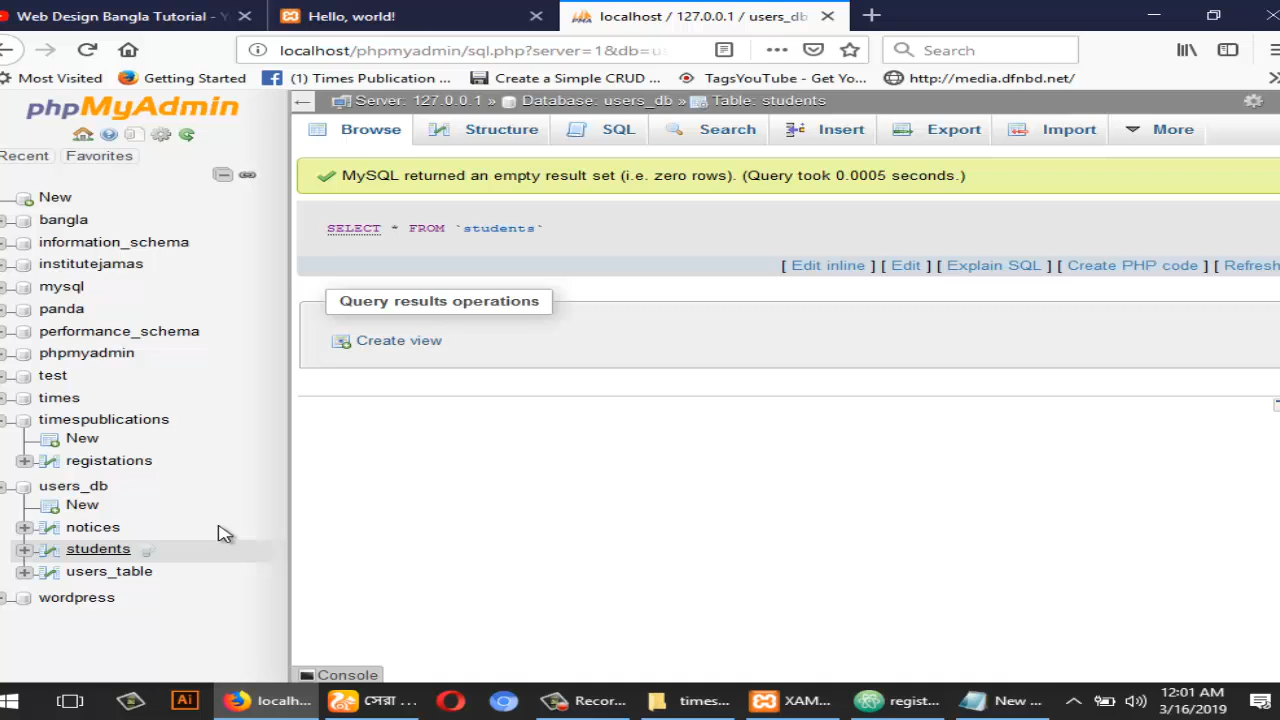 Web Design Bangla Tutorial - Y
Hello, world!
localhost / 127.0.0.1 / users_db
localhost/phpmyadmin/sql.php?server=1&db=us
Search
Most Visited
Getting Started
(1) Times Publication ...
Create a Simple CRUD ...
TagsYouTube - Get Yo...
http://media.dfnbd.net/
phpMyAdmin
Recent
Favorites
New
bangla
information_schema
institutejamas
mysql
panda
performance_schema
phpmyadmin
test
times
timespublications
New
registations
users_db
New
notices
students
users_table
wordpress
Server: 127.0.0.1 » Database: users_db » Table: students
Browse
Structure
SQL
Search
Insert
Export
Import
More
MySQL returned an empty result set (i.e. zero rows). (Query took 0.0005 seconds.)
SELECT * FROM `students`
[ Edit inline ] [ Edit ] [ Explain SQL ] [ Create PHP code ] [ Refresh
Query results operations
Create view
Console
Ai
localh...
সেরা ...
Recor...
times...
XAM...
regist...
New ...
12:01 AM
3/16/2019